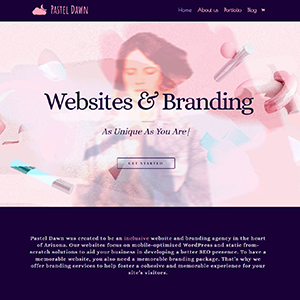 Pastel Dawn
Home About us Portfolio Blog
Websites & Branding
As Unique As You Are|
GET STARTED
Pastel Dawn was created to be an inclusive website and branding agency in the heart
of Arizona. Our websites focus on mobile-optimized WordPress and static from-
scratch solutions to aid your business in developing a better SEO presence. To have a
memorable website, you also need a memorable branding package. That's why we
offer branding services to help foster a cohesive and memorable experience for your
site's visitors.